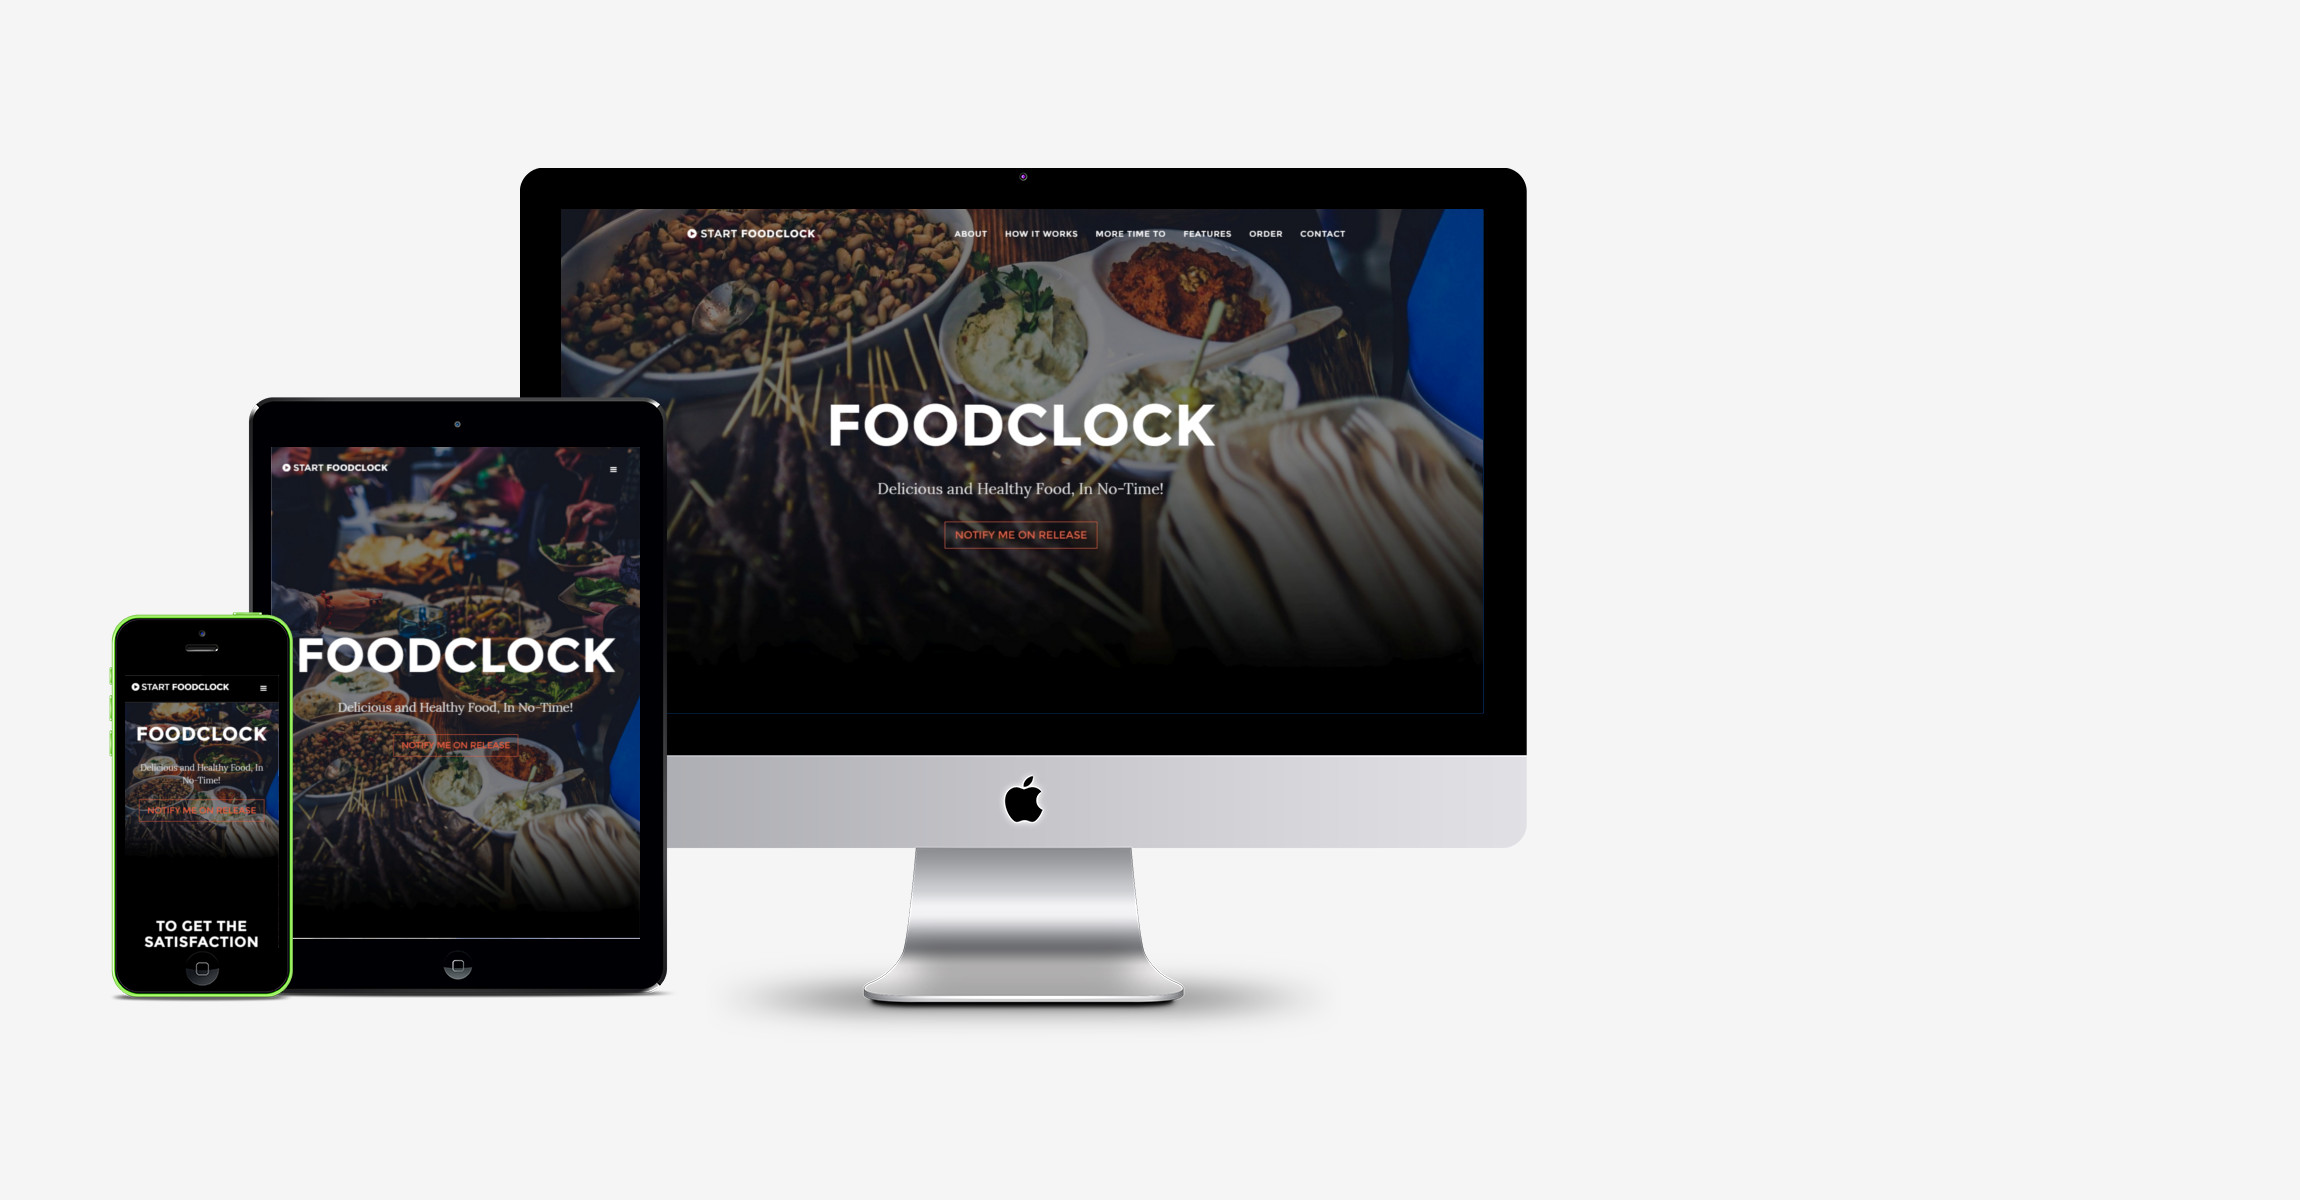 START FOODCLOCK
ABOUT HOW IT WORKS MORE TIME TO FEATURES ORDER CONTACT
FOODCLOCK
Delicious and Healthy Food, In No-Time!
NOTIFY ME ON RELEASE
START FOODCLOCK
FOODCLOCK
Delicious and Healthy Food, In No-Time!
NOTIFY ME ON RELEASE
START FOODCLOCK
FOODCLOCK
Delicious and Healthy Food, In
No-Time!
NOTIFY ME ON RELEASE
TO GET THE
SATISFACTION